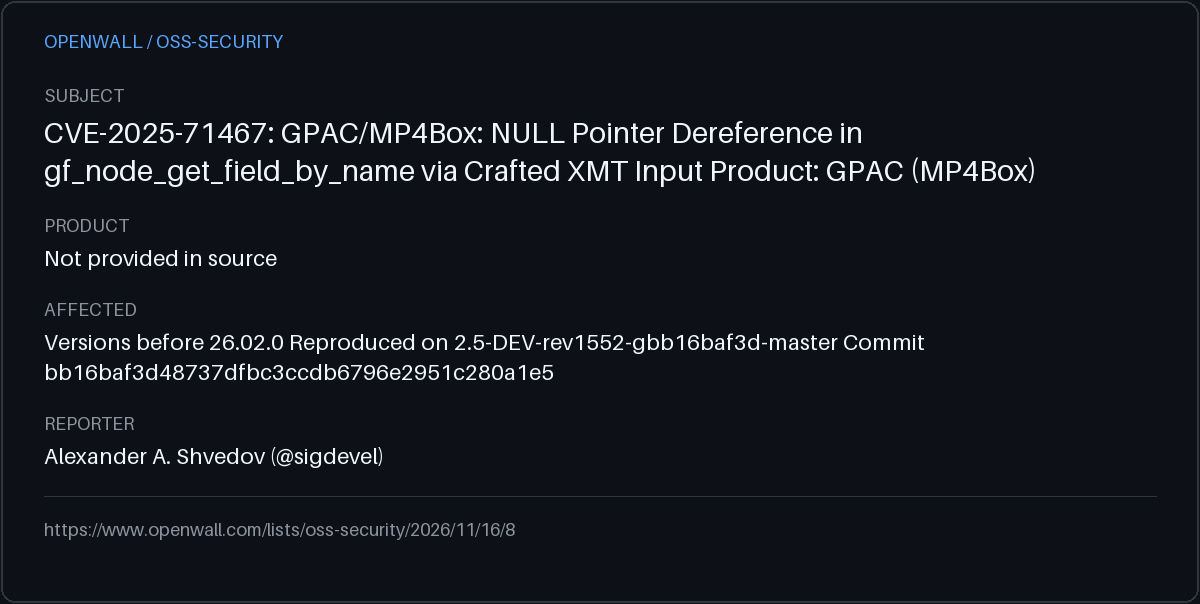 OPENWALL / OSS-SECURITY
SUBJECT
CVE-2025-71467: GPAC/MP4Box: NULL Pointer Dereference in
gf_node_get_field_by_name via Crafted XMT Input Product: GPAC (MP4Box)
PRODUCT
Not provided in source
AFFECTED
Versions before 26.02.0 Reproduced on 2.5-DEV-rev1552-gbb16baf3d-master Commit
bb16baf3d48737dfbc3ccdb6796e2951c280a1e5
REPORTER
Alexander A. Shvedov (@sigdevel)
https://www.openwall.com/lists/oss-security/2026/11/16/8